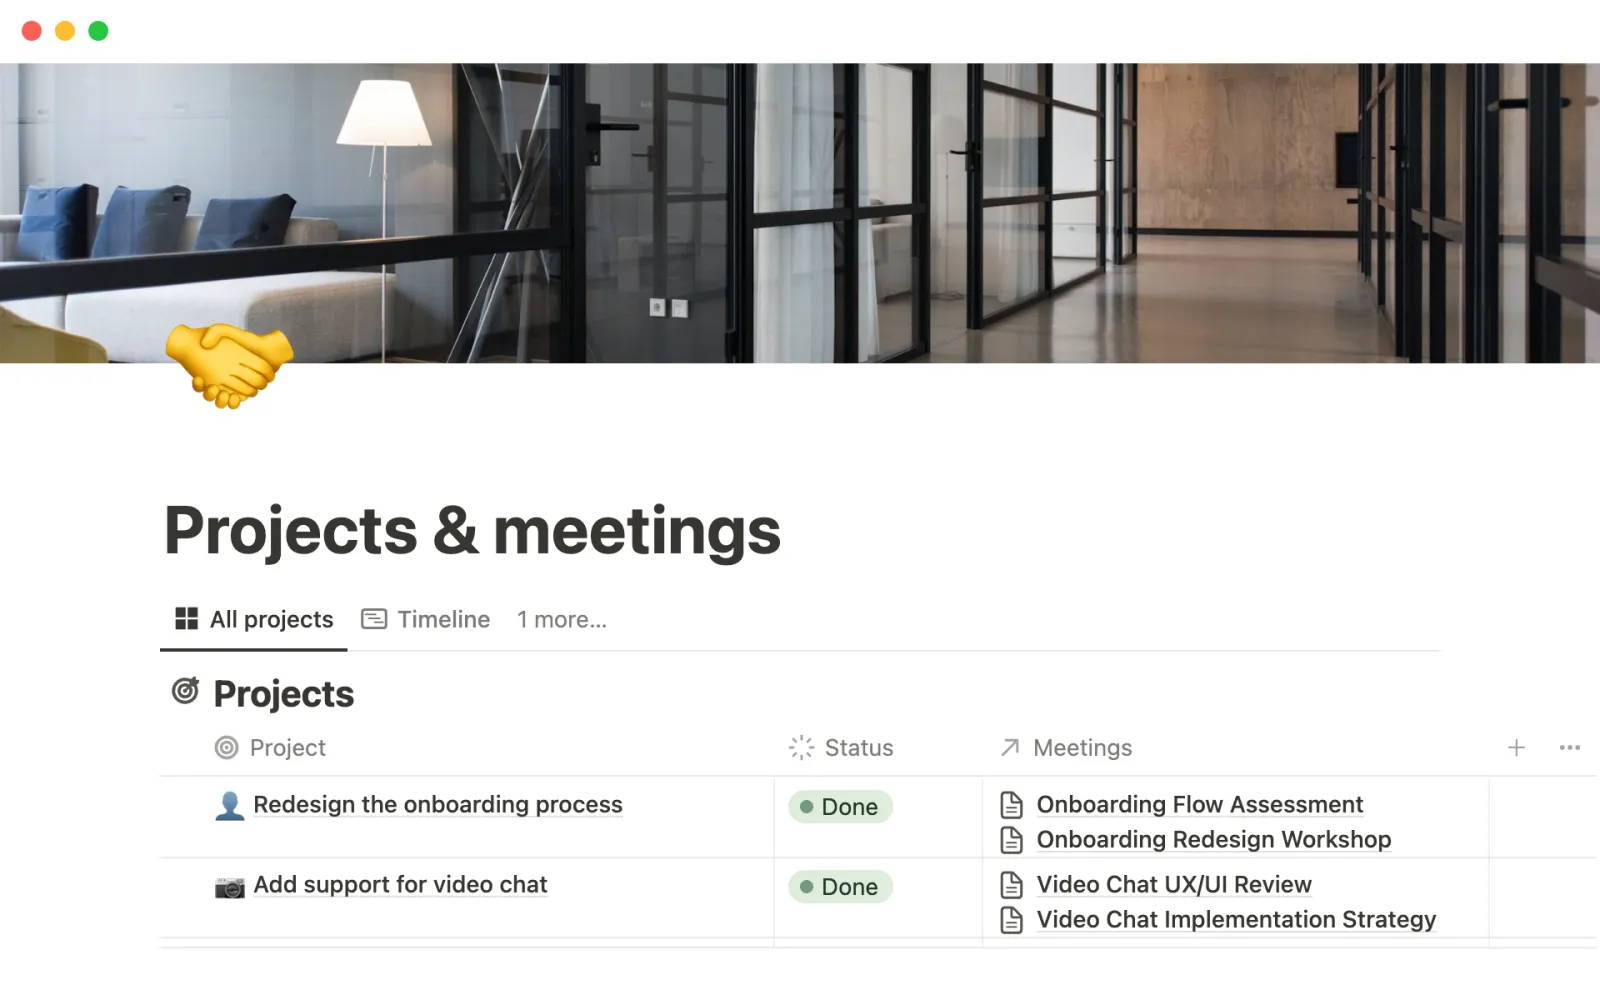 Projects & meetings
All projects Timeline 1 more...
Projects
Project Status Meetings
Redesign the onboarding process Done Onboarding Flow Assessment
Onboarding Redesign Workshop
Add support for video chat Done Video Chat UX/UI Review
Video Chat Implementation Strategy